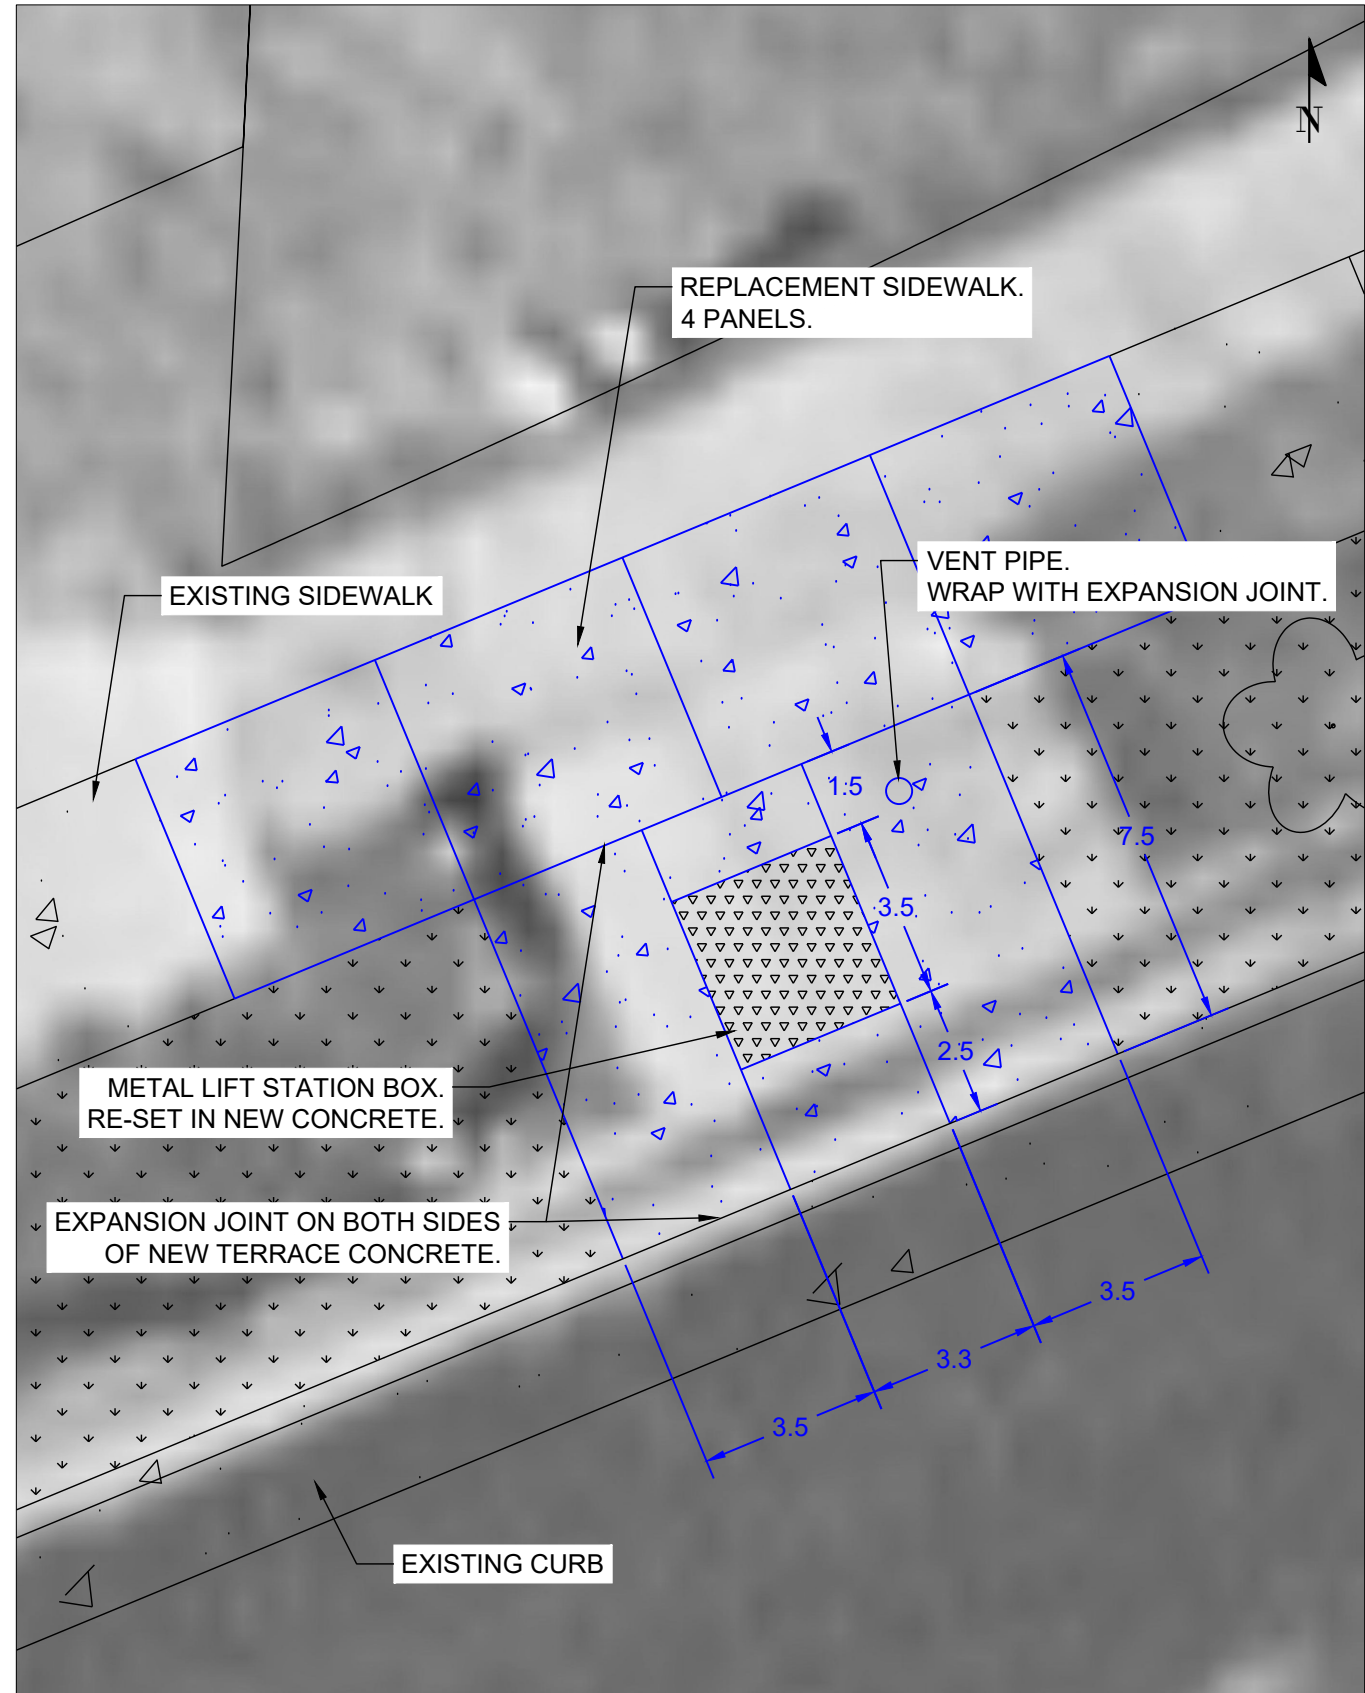 N
REPLACEMENT SIDEWALK.
4 PANELS.
VENT PIPE.
WRAP WITH EXPANSION JOINT.
EXISTING SIDEWALK
1.5
7.5
3.5
2.5
METAL LIFT STATION BOX.
RE-SET IN NEW CONCRETE.
EXPANSION JOINT ON BOTH SIDES
OF NEW TERRACE CONCRETE.
3.5
3.3
3.5
EXISTING CURB